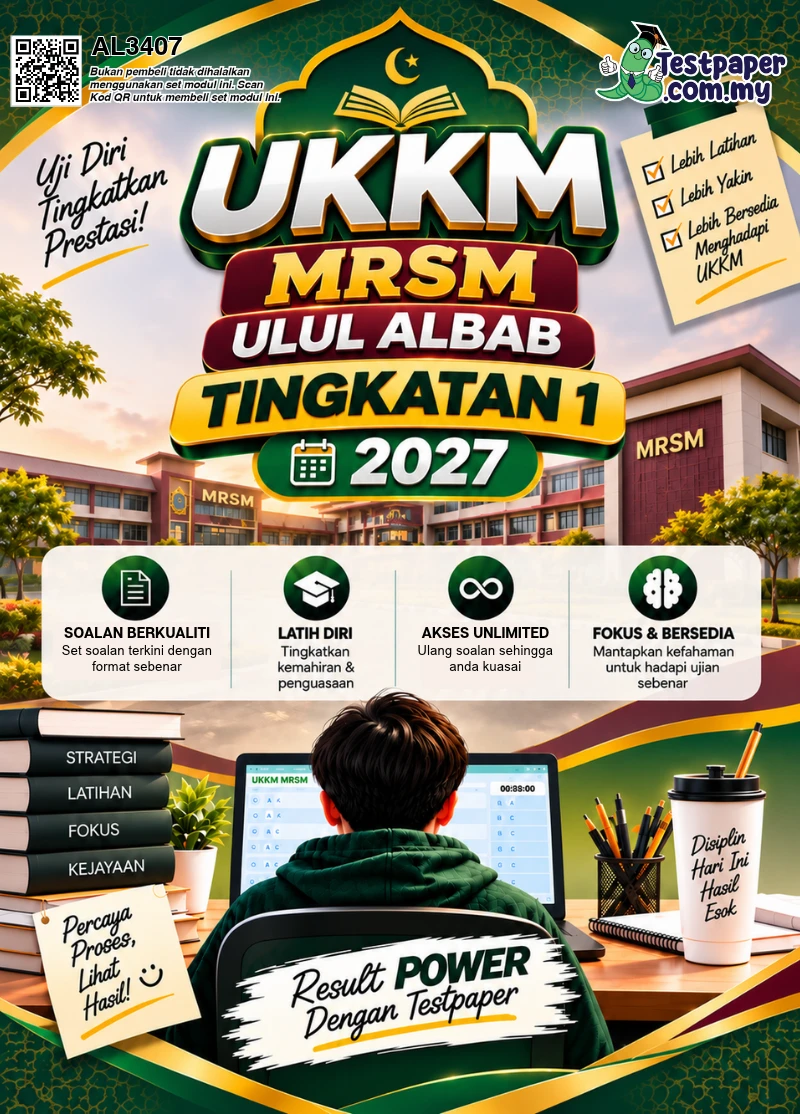 AL3407
Bukan pembeli tidak dihalalkan
menggunakan set modul ini. Scan
Kod QR untuk membeli set modul ini.
Testpaper
.com.my
Uji Diri
Tingkatkan
Prestasi!
Lebih Latihan
Lebih Yakin
Lebih Bersedia
Menghadapi
UKKM
UKKM
MRSM
ULUL ALBAB
TINGKATAN 1
2027
MRSM
MRSM
SOALAN BERKUALITI
Set soalan terkini dengan
format sebenar
LATIH DIRI
Tingkatkan
kemahiran &
penguasaan
AKSES UNLIMITED
Ulang soalan sehingga
anda kuasai
FOKUS & BERSEDIA
Mantapkan kefahaman
untuk hadapi ujian
sebenar
STRATEGI
LATIHAN
FOKUS
KEJAYAAN
UKKM MRSM
Disiplin
Hari Ini
Hasil
Esok
Percaya
Proses,
Lihat
Hasil!
Result POWER
Dengan Testpaper